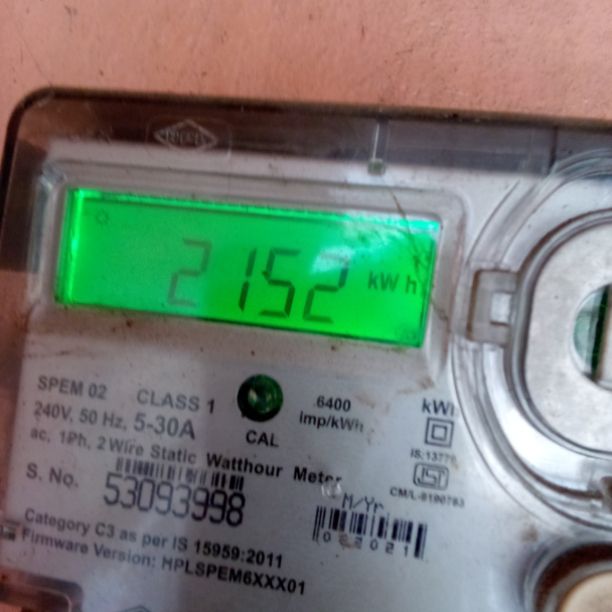 2152 kWh
SPEM 02 CLASS 1
240V, 50 Hz, 5-30A
6400
imp/kWh
CAL
ac, 1Ph, 2 Wire Static Watthour Meter
S. No.
53093998
M/Yr
022021
Category C3 as per IS 15959:2011
Firmware Version: HPLSPEM6XXX01